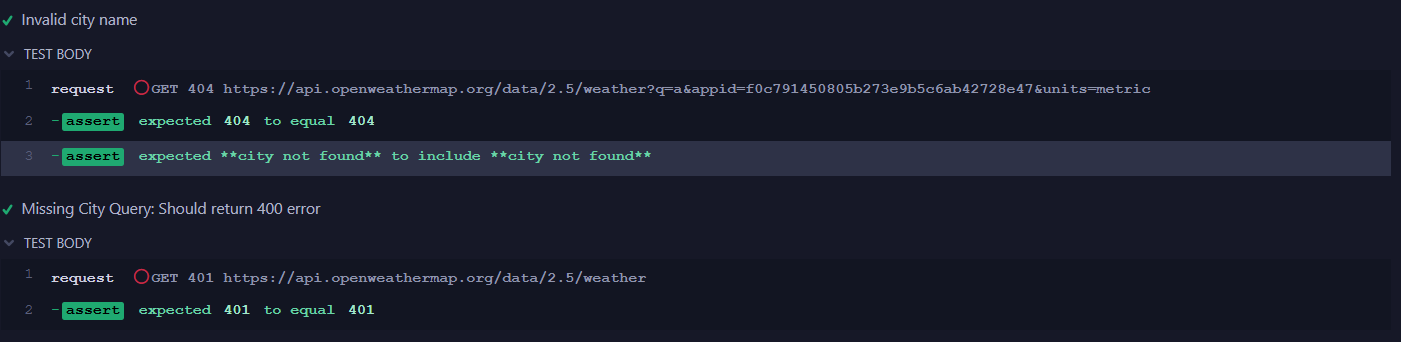 Invalid city name
TEST BODY
1 request GET 404 https://api.openweathermap.org/data/2.5/weather?q=a&appid=f0c791450805b273e9b5c6ab42728e47&units=metric
2 -assert expected 404 to equal 404
3 -assert expected **city not found** to include **city not found**
Missing City Query: Should return 400 error
TEST BODY
1 request GET 401 https://api.openweathermap.org/data/2.5/weather
2 -assert expected 401 to equal 401